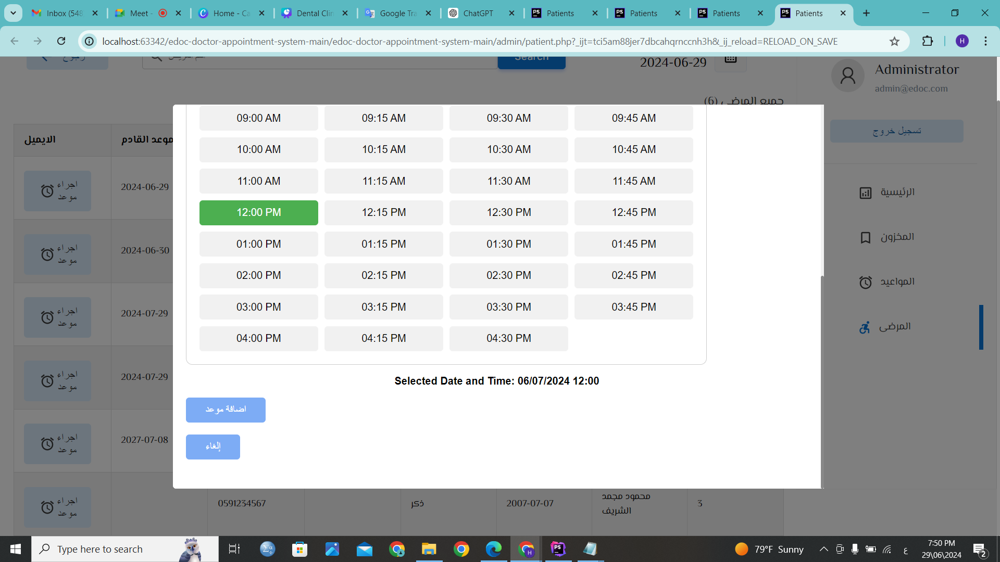 Inbox (548
Meet -
Home - Ca
Dental Clin
Google Tra
ChatGPT
Patients
Patients
Patients
Patients
localhost:63342/edoc-doctor-appointment-system-main/edoc-doctor-appointment-system-main/admin/patient.php?_ijt=tci5am88jer7dbcahqrnccnh3h&_ij_reload=RELOAD_ON_SAVE
H
رجوع
Search
2024-06-29
Administrator
admin@edoc.com
جميع المرضى (6)
تسجيل خروج
الرئيسية
المخزون
المواعيد
المرضى
الايميل
موعد القادم
اجراء
موعد
2024-06-29
اجراء
موعد
2024-06-30
اجراء
موعد
2024-07-29
اجراء
موعد
2024-07-29
اجراء
موعد
2027-07-08
اجراء
موعد
0591234567
ذكر
2007-07-07
محمود مجمد
الشريف
3
09:00 AM
09:15 AM
09:30 AM
09:45 AM
10:00 AM
10:15 AM
10:30 AM
10:45 AM
11:00 AM
11:15 AM
11:30 AM
11:45 AM
12:00 PM
12:15 PM
12:30 PM
12:45 PM
01:00 PM
01:15 PM
01:30 PM
01:45 PM
02:00 PM
02:15 PM
02:30 PM
02:45 PM
03:00 PM
03:15 PM
03:30 PM
03:45 PM
04:00 PM
04:15 PM
04:30 PM
Selected Date and Time: 06/07/2024 12:00
اضافة موعد
إلغاء
Type here to search
79°F Sunny
ع
7:50 PM
29\06\2024
2